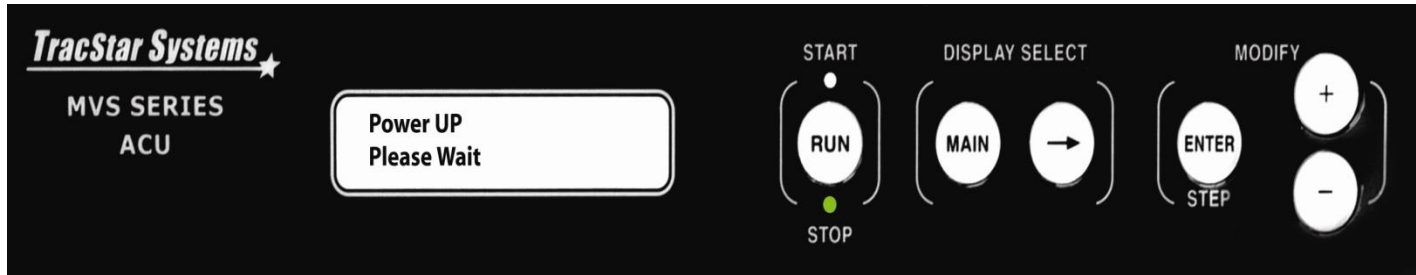 TracStar Systems
MVS SERIES
ACU
Power UP
Please Wait
START
RUN
STOP
DISPLAY SELECT
MAIN
→
MODIFY
ENTER
STEP
+
-